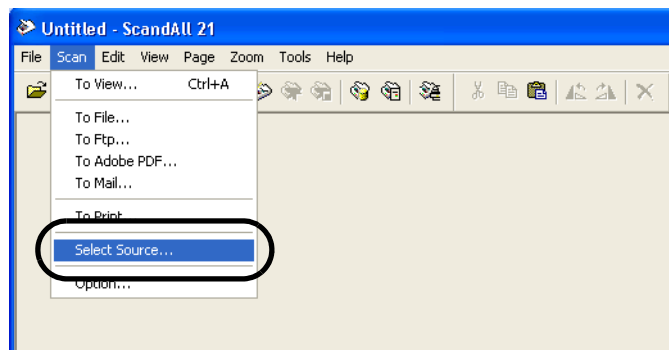 Untitled - ScandAll 21
File Scan Edit View Page Zoom Tools Help
To View... Ctrl+A
To File...
To Ftp...
To Adobe PDF...
To Mail...
To Print
Select Source...
Option...